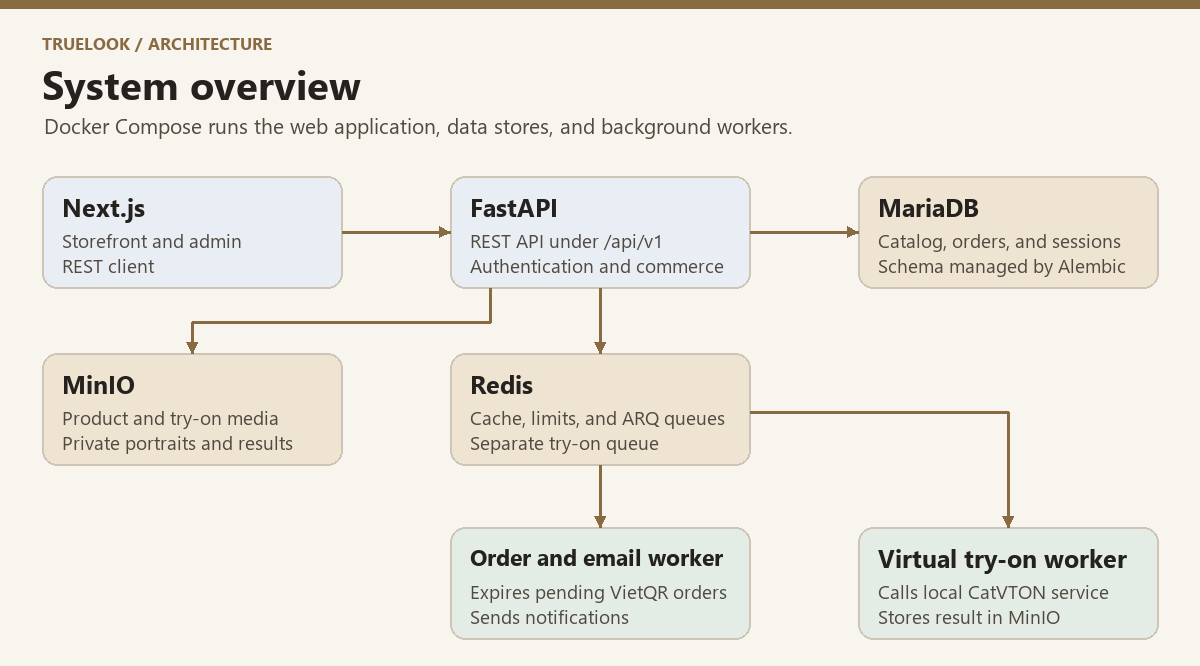 TRUELOOK / ARCHITECTURE
System overview
Docker Compose runs the web application, data stores, and background workers.
Next.js
Storefront and admin
REST client
FastAPI
REST API under /api/v1
Authentication and commerce
MariaDB
Catalog, orders, and sessions
Schema managed by Alembic
MinIO
Product and try-on media
Private portraits and results
Redis
Cache, limits, and ARQ queues
Separate try-on queue
Order and email worker
Expires pending VietQR orders
Sends notifications
Virtual try-on worker
Calls local CatVTON service
Stores result in MinIO